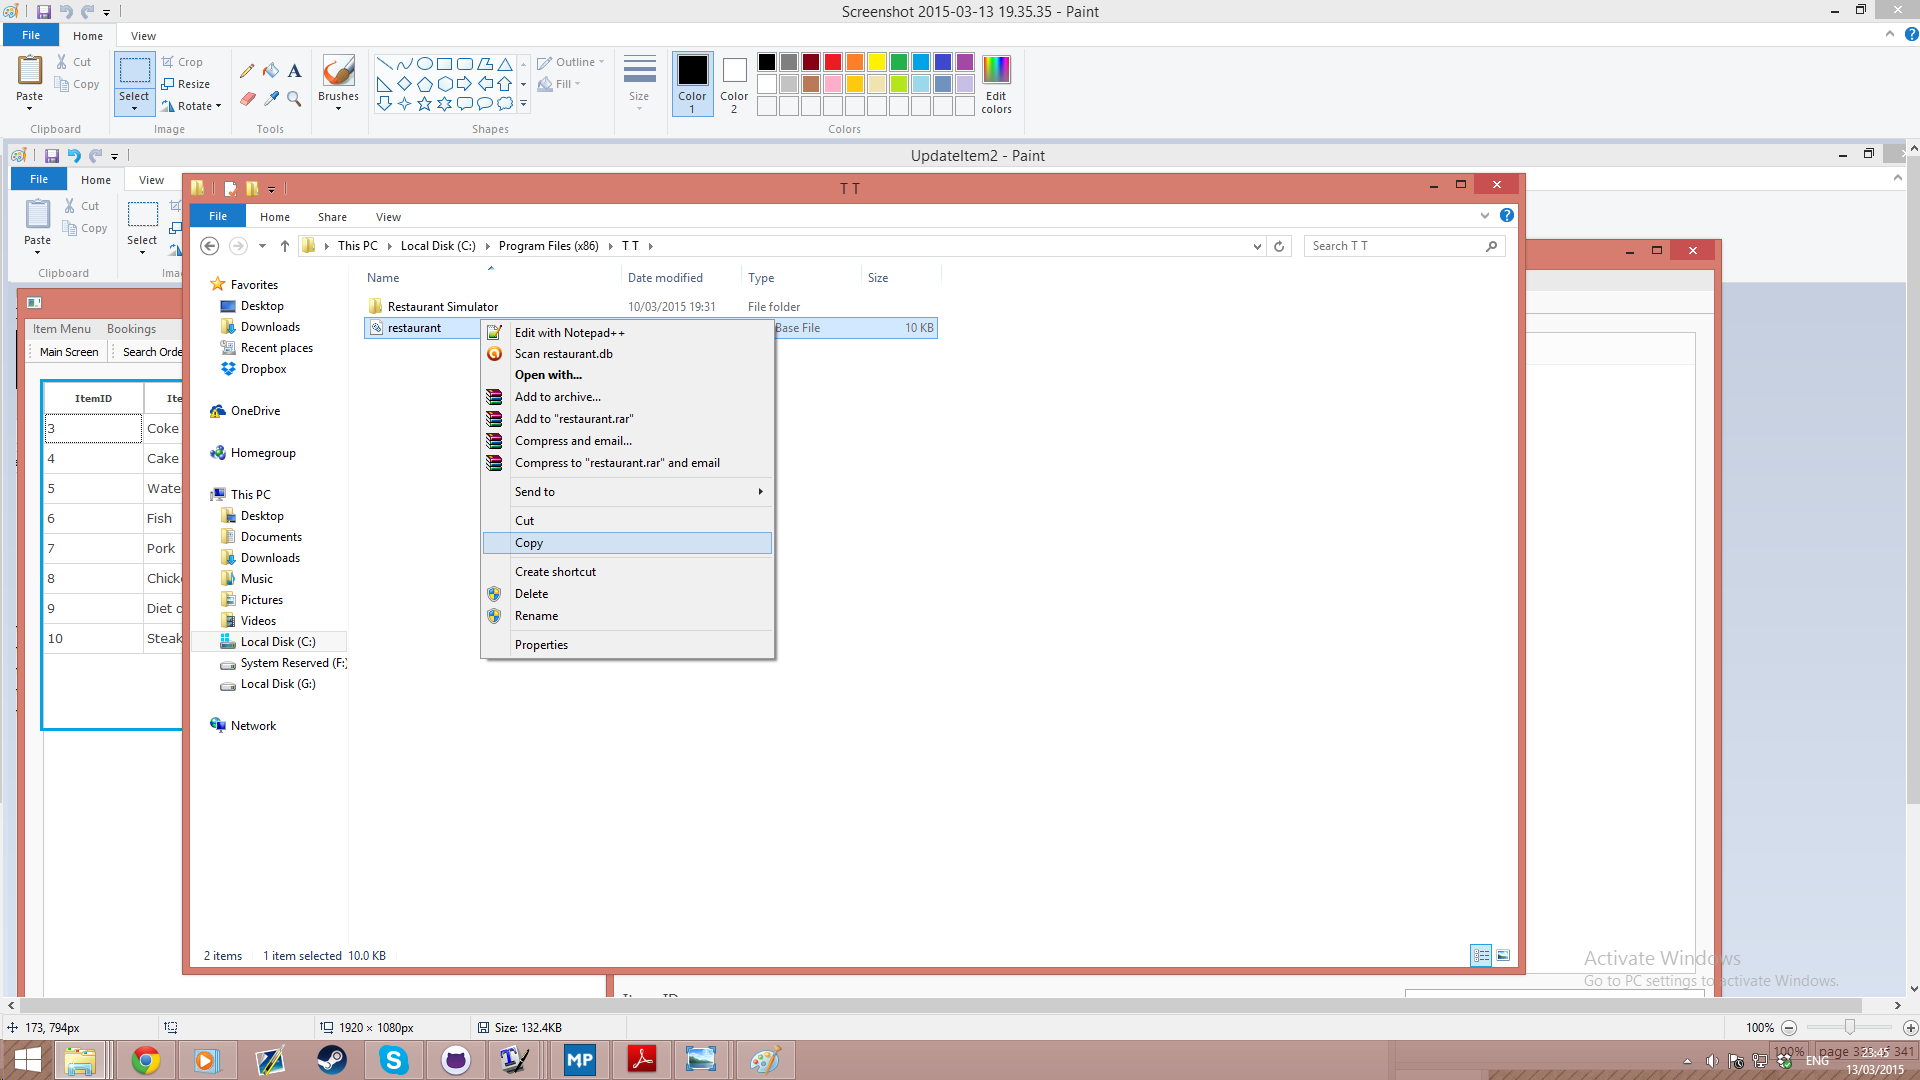 Screenshot 2015-03-13 19.35.35 - Paint
File Home View
Paste Cut Copy Clipboard
Select Crop Resize Rotate Image
Tools
Brushes
Shapes
Outline Fill
Size
Color 1
Color 2
Edit colors
Colors
UpdateItem2 - Paint
File Home View
Paste Cut Copy Clipboard
Select
T T
File Home Share View
This PC Local Disk (C:) Program Files (x86) T T
Search T T
Name Date modified Type Size
Restaurant Simulator 10/03/2015 19:31 File folder
restaurant Base File 10 KB
Favorites
Desktop
Downloads
Recent places
Dropbox
OneDrive
Homegroup
This PC
Desktop
Documents
Downloads
Music
Pictures
Videos
Local Disk (C:)
System Reserved (F:)
Local Disk (G:)
Network
Edit with Notepad++
Scan restaurant.db
Open with...
Add to archive...
Add to "restaurant.rar"
Compress and email...
Compress to "restaurant.rar" and email
Send to
Cut
Copy
Create shortcut
Delete
Rename
Properties
2 items 1 item selected 10.0 KB
Item Menu Bookings
Main Screen Search Orde
ItemID Ite
3 Coke
4 Cake
5 Wate
6 Fish
7 Pork
8 Chick
9 Diet
10 Steak
Activate Windows
Go to PC settings to activate Windows.
173, 794px
1920 × 1080px
Size: 132.4KB
100%
100%
MP
ENG
23:45
13/03/2015